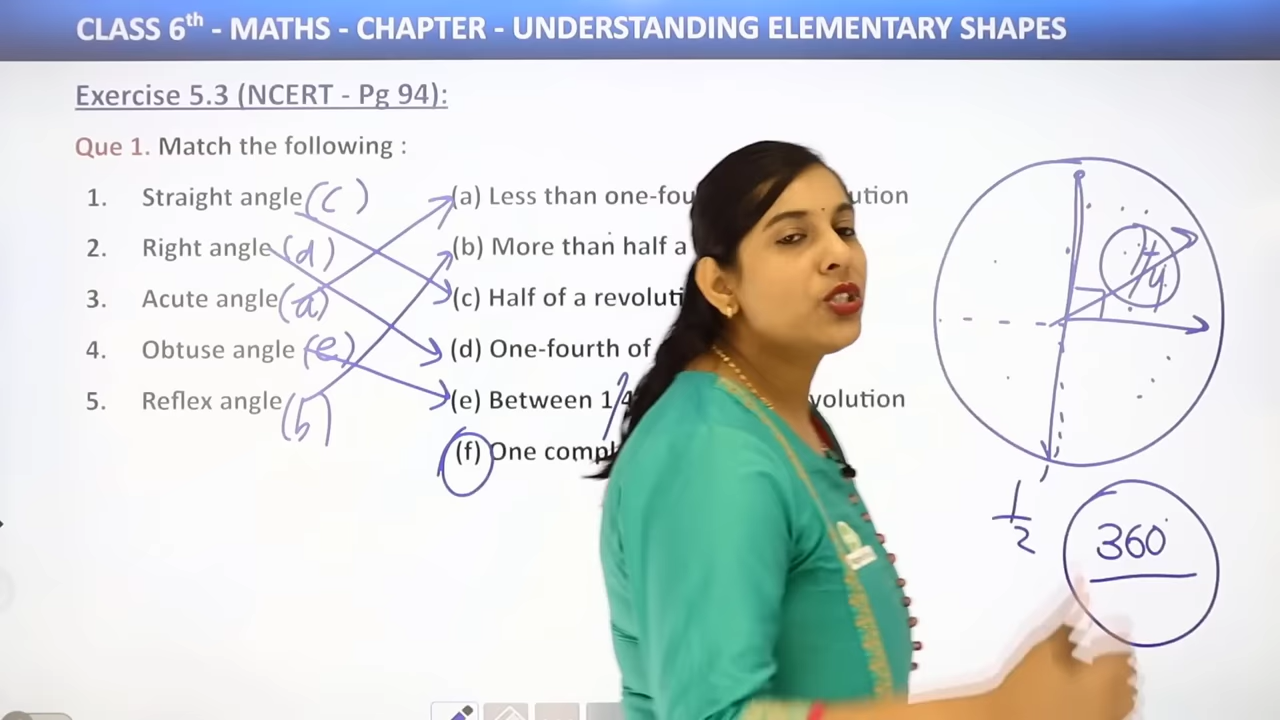 CLASS 6th - MATHS - CHAPTER - UNDERSTANDING ELEMENTARY SHAPES
Exercise 5.3 (NCERT - Pg 94):
Que 1. Match the following :
1. Straight angle (c) (a) Less than one-fou ution
2. Right angle (d) (b) More than half a
3. Acute angle (a) (c) Half of a revoluti
4. Obtuse angle (e) (d) One-fourth of
5. Reflex angle (b) (e) Between 1/4 volution
(f) One compl
1/4
1/2
360°